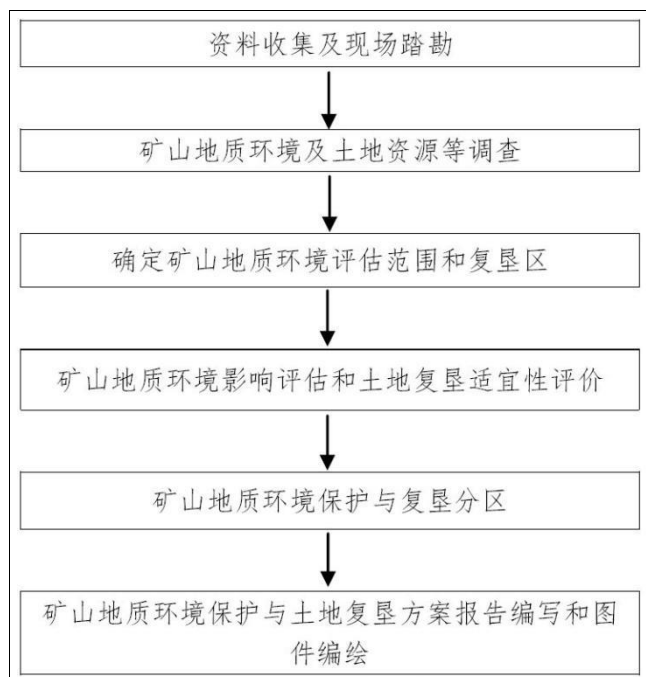 资料收集及现场踏勘
矿山地质环境及土地资源等调查
确定矿山地质环境评估范围和复垦区
矿山地质环境影响评估和土地复垦适宜性评价
矿山地质环境保护与复垦分区
矿山地质环境保护与土地复垦方案报告编写和图
件编绘